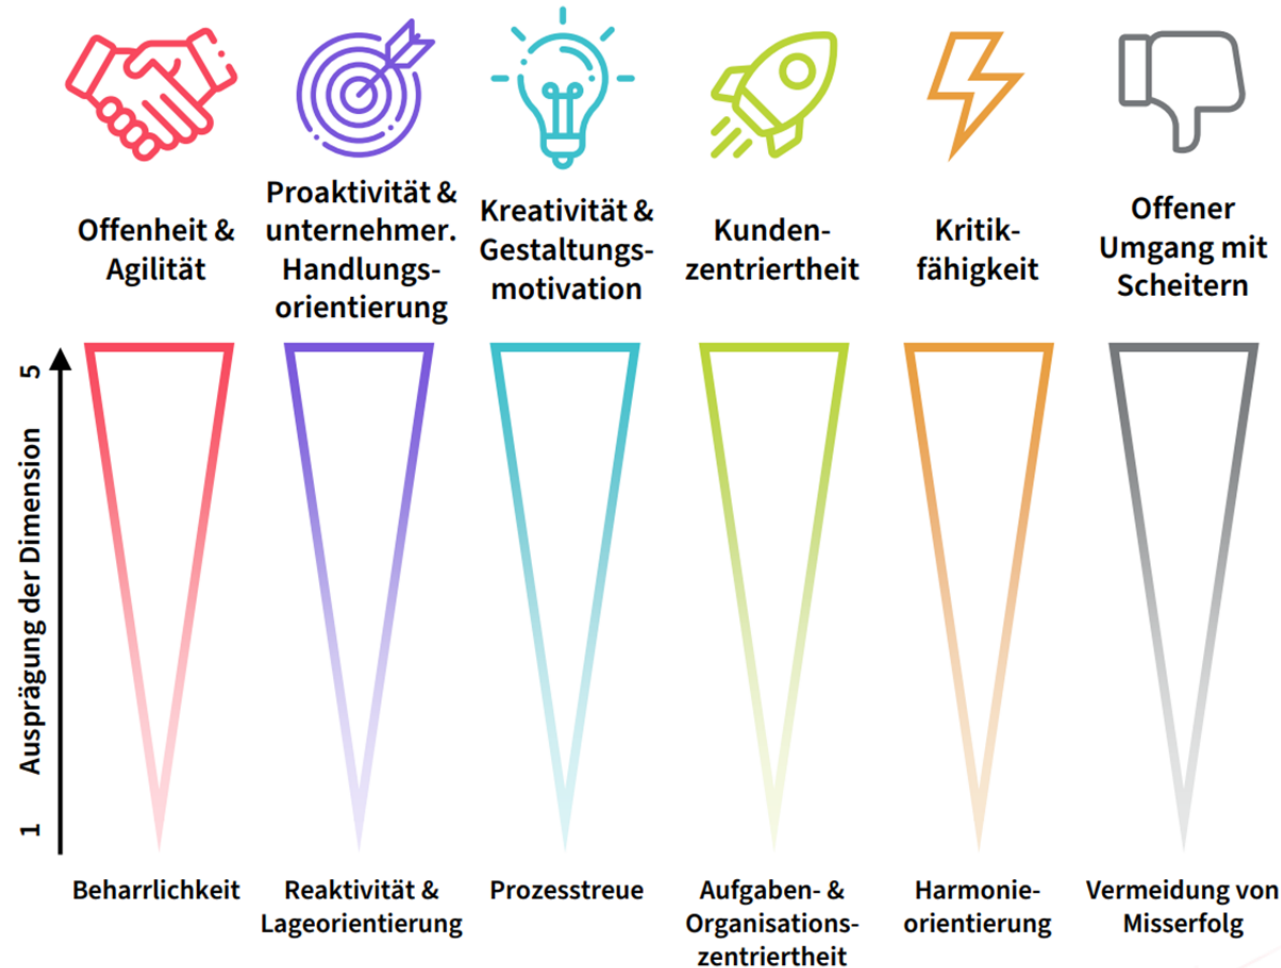 Offenheit &
Agilität
Proaktivität &
unternehmer.
Handlungs-
orientierung
Kreativität &
Gestaltungs-
motivation
Kunden-
zentriertheit
Kritik-
fähigkeit
Offener
Umgang mit
Scheitern
5
Ausprägung der Dimension
1
Beharrlichkeit
Reaktivität &
Lageorientierung
Prozesstreue
Aufgaben- &
Organisations-
zentriertheit
Harmonie-
orientierung
Vermeidung von
Misserfolg